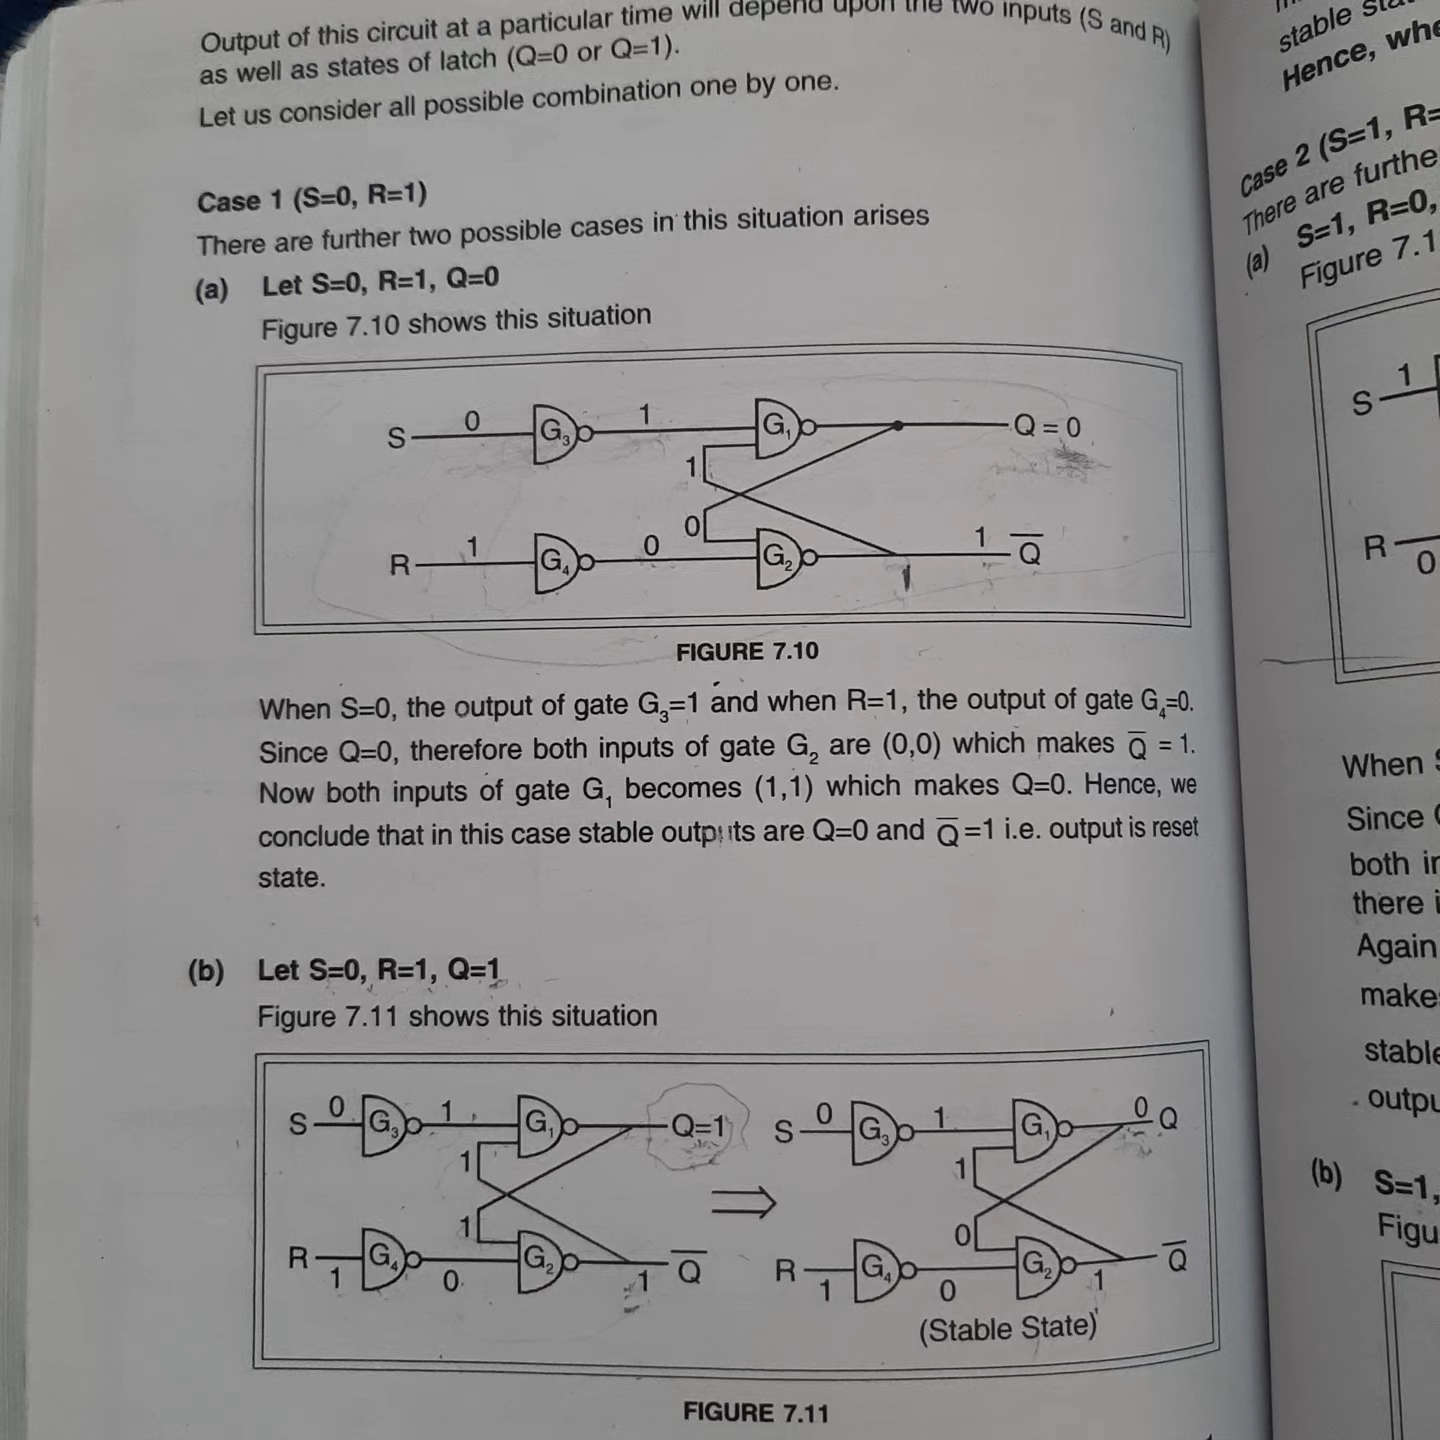 Output of this circuit at a particular time will depend upon the two inputs (S and R)
as well as states of latch (Q=0 or Q=1).
Let us consider all possible combination one by one.
Case 1 (S=0, R=1)
There are further two possible cases in this situation arises
(a) Let S=0, R=1, Q=0
Figure 7.10 shows this situation
S 0 G₃ 1 G₁ Q = 0
1
0
R 1 G₄ 0 G₂ 1 Q̅
1
FIGURE 7.10
When S=0, the output of gate G₃=1 and when R=1, the output of gate G₄=0.
Since Q=0, therefore both inputs of gate G₂ are (0,0) which makes Q̅ = 1.
Now both inputs of gate G₁ becomes (1,1) which makes Q=0. Hence, we
conclude that in this case stable outputs are Q=0 and Q̅=1 i.e. output is reset
state.
(b) Let S=0, R=1, Q=1
Figure 7.11 shows this situation
S 0 G₃ 1 G₁ Q=1
1
1
R 1 G₄ 0 G₂ 1 Q̅
⇒
S 0 G₃ 1 G₁ 0 Q
1
0
R 1 G₄ 0 G₂ 1 Q̅
(Stable State)
FIGURE 7.11
stable
Hence,
Case 2 (S=1, R=
There are
(a) S=1, R=0,
Figure 7.1
S 1
R 0
When
Since
both
there
Again
stable
(b) S=1,